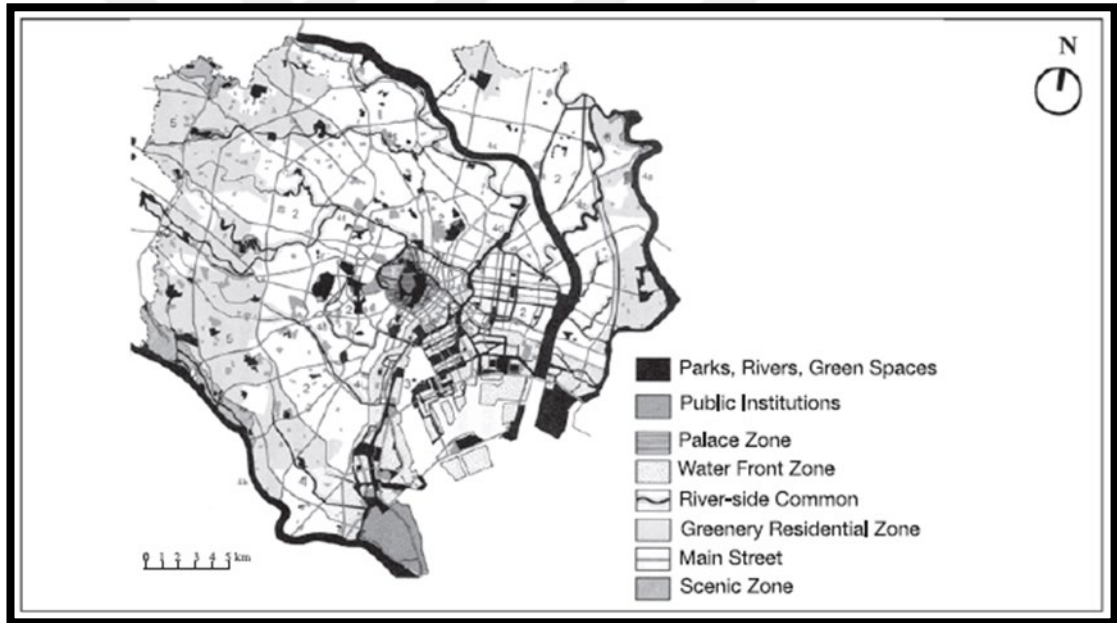 N
Parks, Rivers, Green Spaces
Public Institutions
Palace Zone
Water Front Zone
River-side Common
Greenery Residential Zone
Main Street
Scenic Zone
0 1 2 3 4 5 km